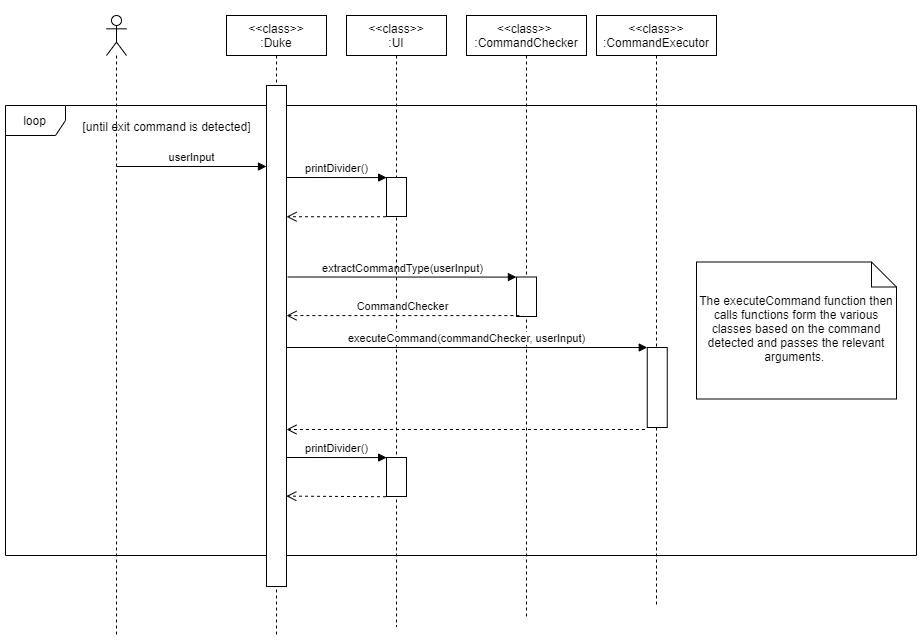 <<class>>
:Duke
<<class>>
:UI
<<class>>
:CommandChecker
<<class>>
:CommandExecutor
loop
[until exit command is detected]
userInput
printDivider()
extractCommandType(userInput)
CommandChecker
executeCommand(commandChecker, userInput)
printDivider()
The executeCommand function then
calls functions form the various
classes based on the command
detected and passes the relevant
arguments.